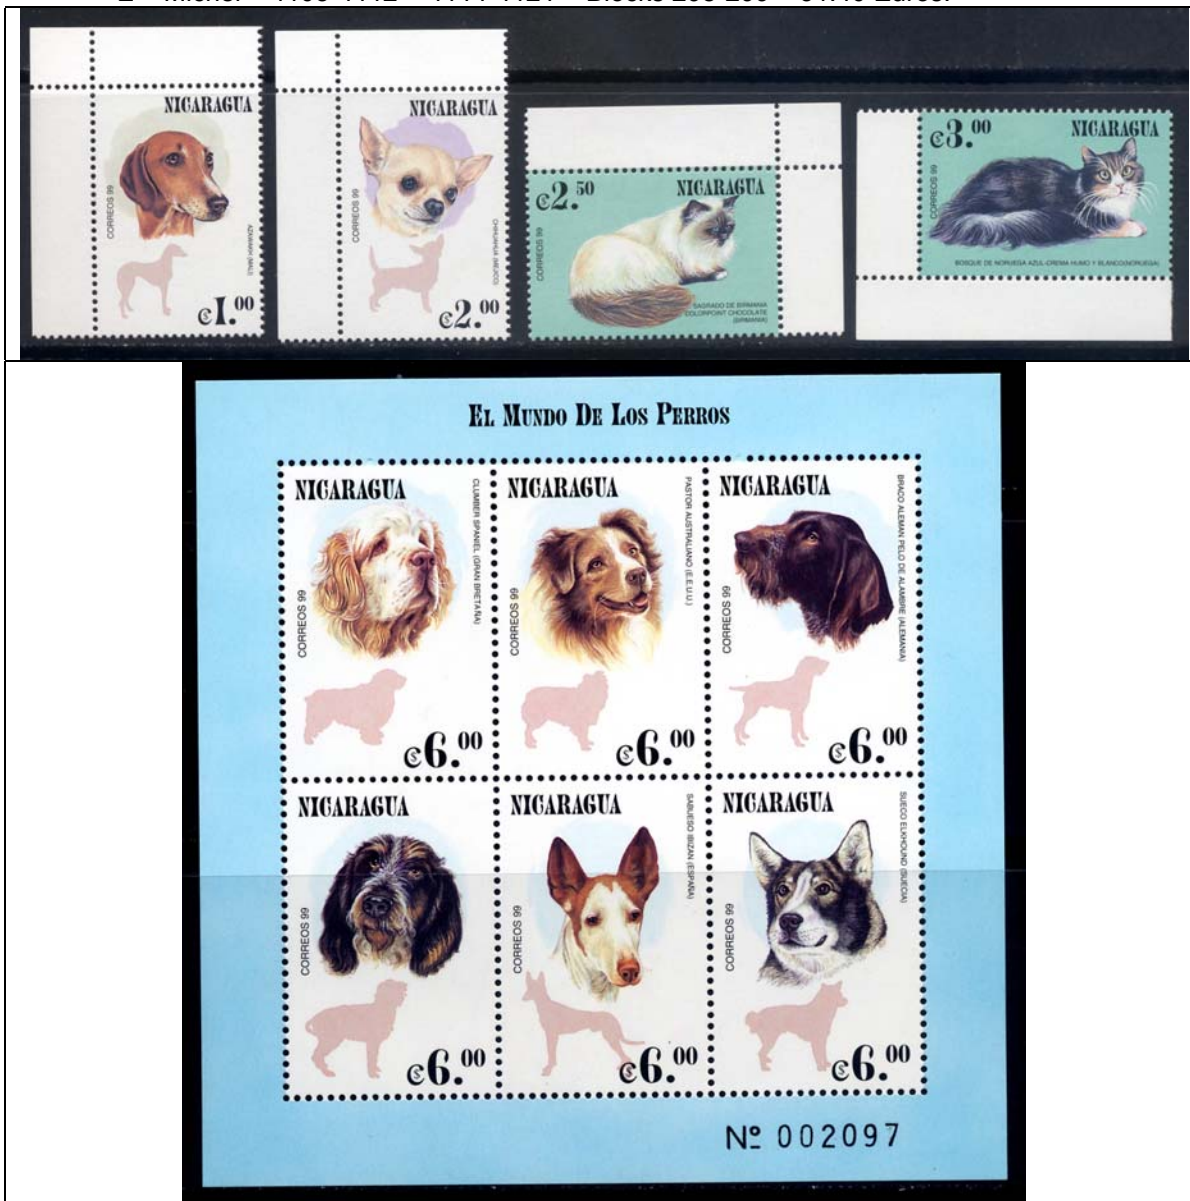 NICARAGUA
CORREOS 99
AZAWAKH (MALI)
C$1.00
NICARAGUA
CORREOS 99
CHIHUAHUA (MEJICO)
C$2.00
C$2.50 NICARAGUA
CORREOS 99
SAGRADO DE BIRMANIA
COLORPOINT CHOCOLATE
(BIRMANIA)
C$3.00 NICARAGUA
CORREOS 99
BOSQUE DE NORUEGA AZUL-CREMA HUMO Y BLANCO(NORUEGA)
EL MUNDO DE LOS PERROS
NICARAGUA
CLUMBER SPANIEL (GRAN BRETAÑA)
CORREOS 99
C$6.00
NICARAGUA
PASTOR AUSTRALIANO (E.E.U.U.)
CORREOS 99
C$6.00
NICARAGUA
BRACO ALEMAN PELO DE ALAMBRE (ALEMANIA)
CORREOS 99
C$6.00
NICARAGUA
CORREOS 99
C$6.00
NICARAGUA
SABUESO IBIZAN (ESPAÑA)
CORREOS 99
C$6.00
NICARAGUA
SUECO ELKHOUND (SUECIA)
CORREOS 99
C$6.00
Nº 002097